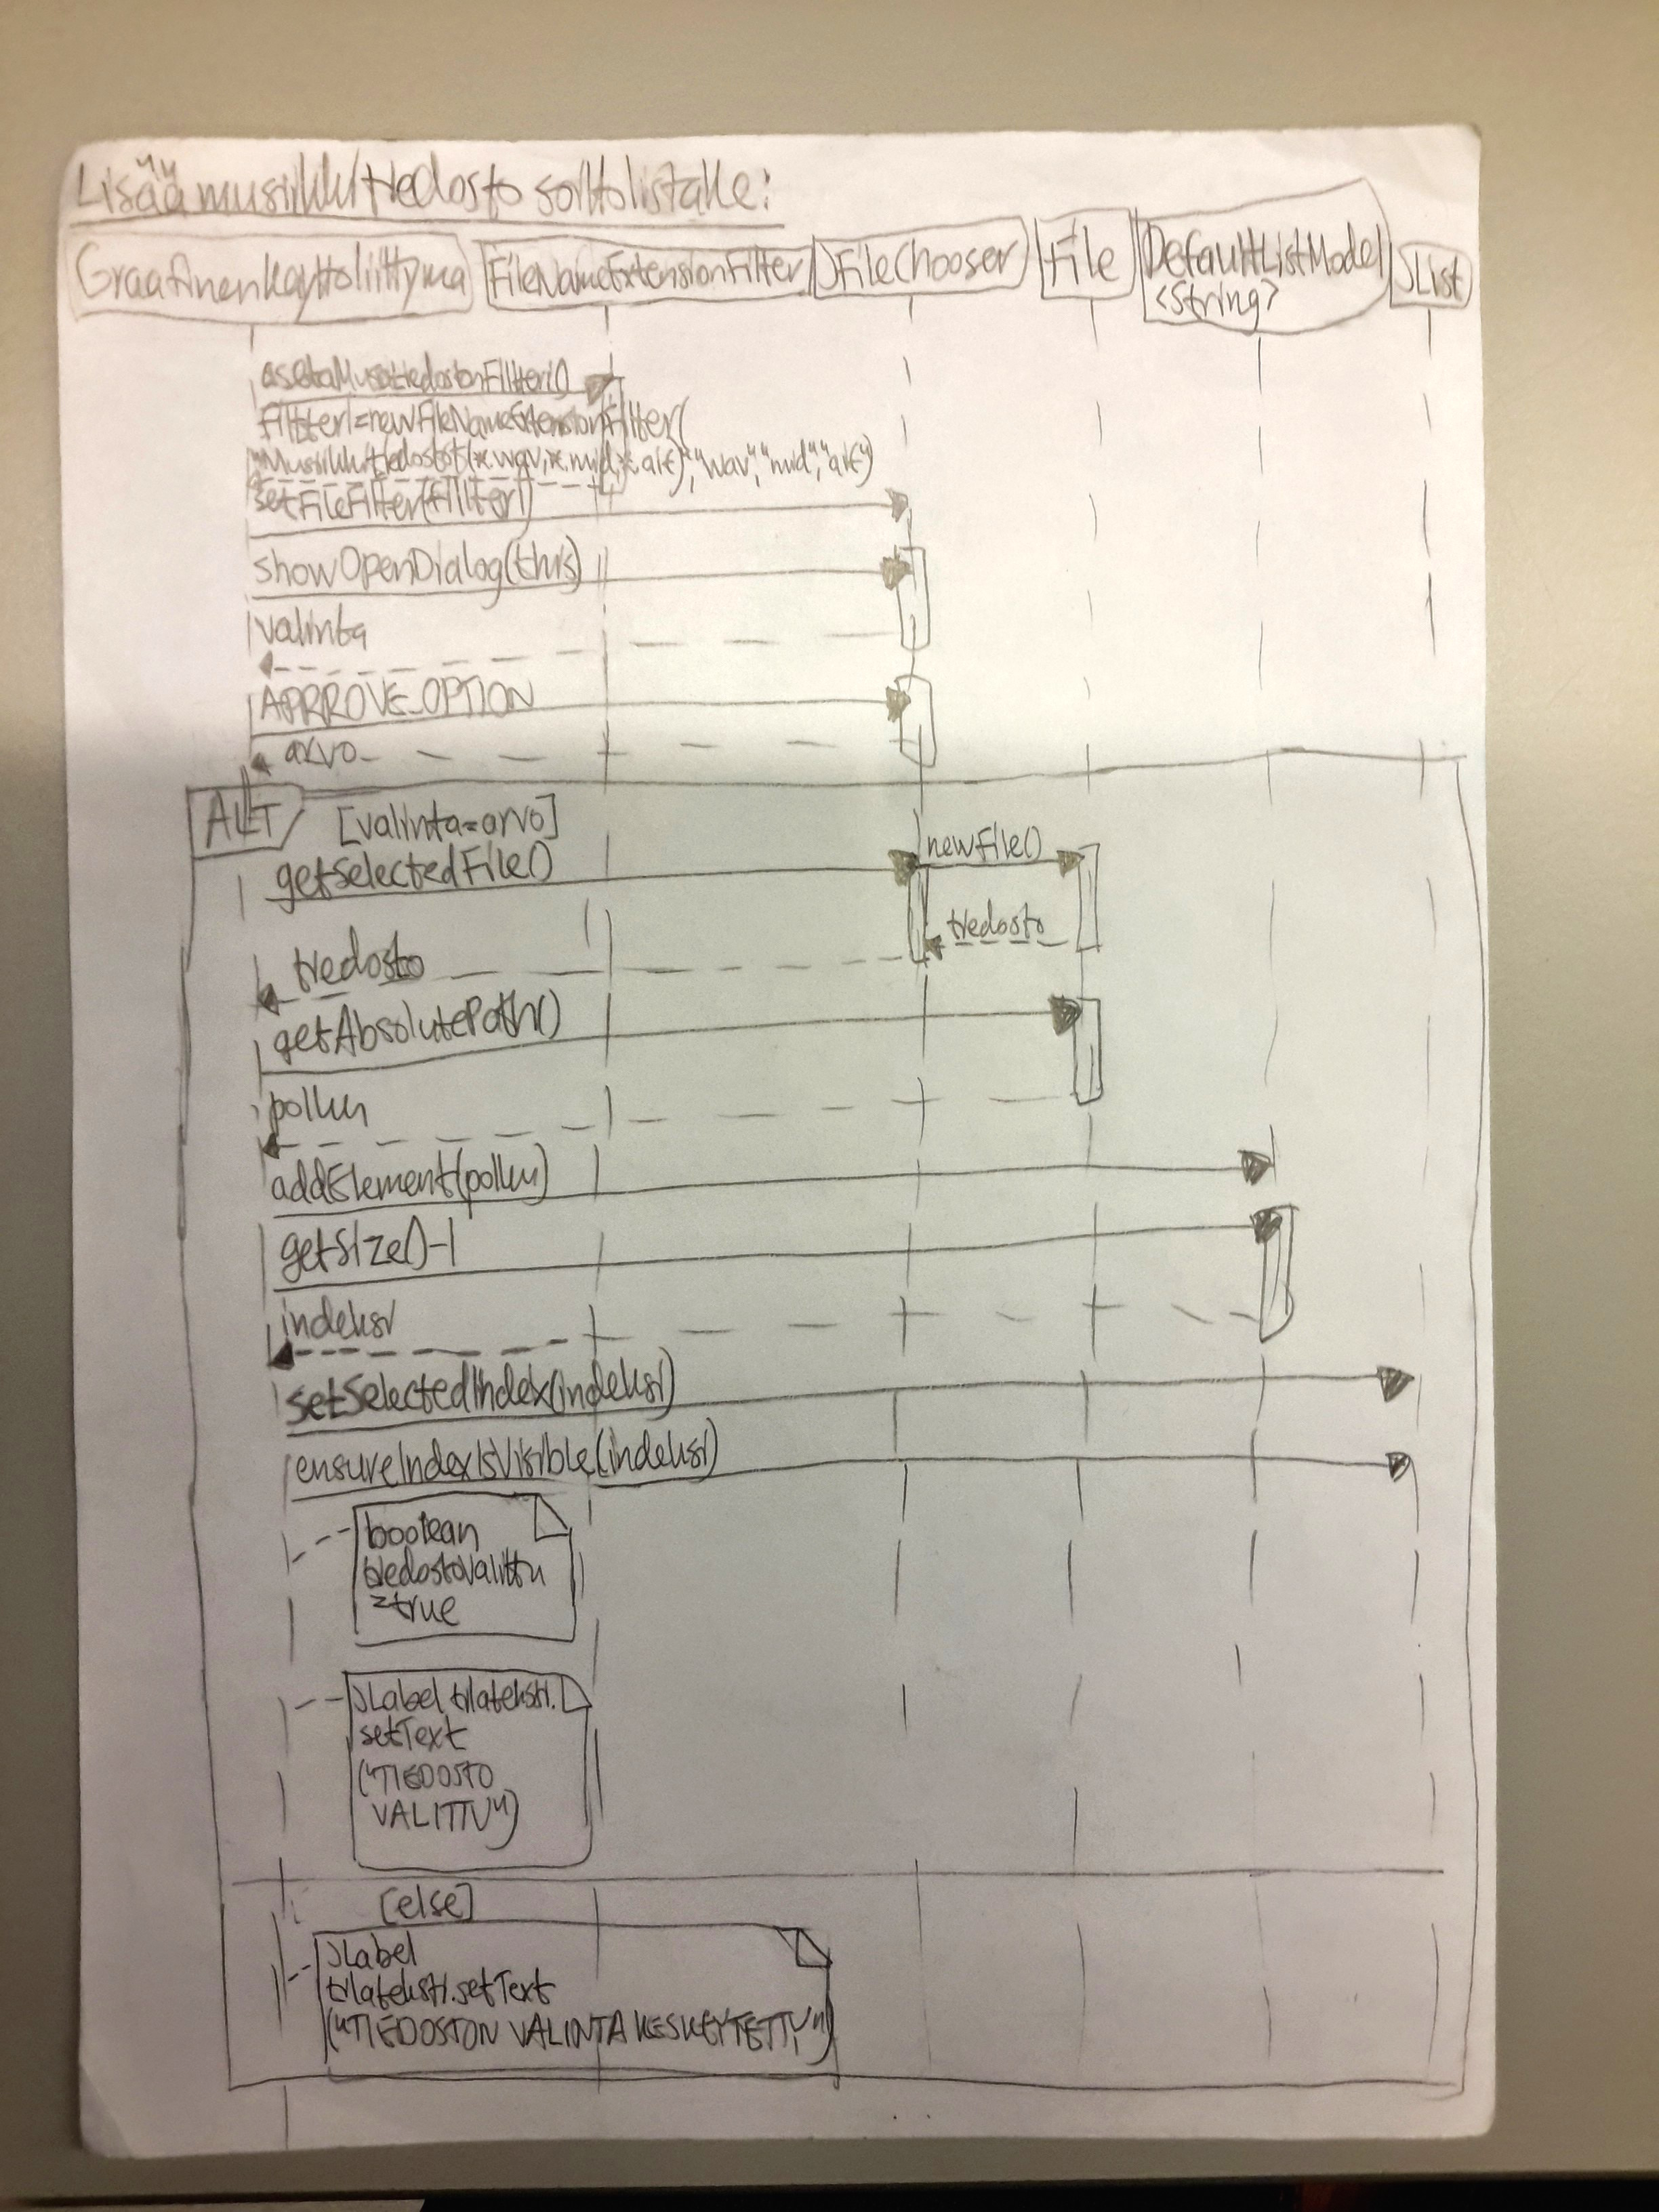 Lisää musiikkitiedosto soittolistalle:
Graafinenkayttoliittyma FileNameExtensionFilter JFileChooser File DefaultListModel JList
<String>
asetaMusatiedostonFiltteri()
Filtteri=newFileNameExtensionFilter(
"Musiikkitiedostot(*.wav,*.mid,*.aif)","wav","mid","aif")
setFileFilter(filtteri)
showOpenDialog(this)
valinta
APRROVE_OPTION
arvo
ALT [valinta=arvo]
getSelectedFile() newFile()
tiedosto
tiedosto
getAbsolutePath()
polku
addElement(polku)
getSize()-1
indeksi
setSelectedIndex(indeksi)
ensureIndexIsVisible(indeksi)
boolean
tiedostoValittu
=true
JLabel tilateksti.
setText
("TIEDOSTO
VALITTU")
[else]
JLabel
tilateksti.setText
("TIEDOSTON VALINTA KESKEYTETTY")